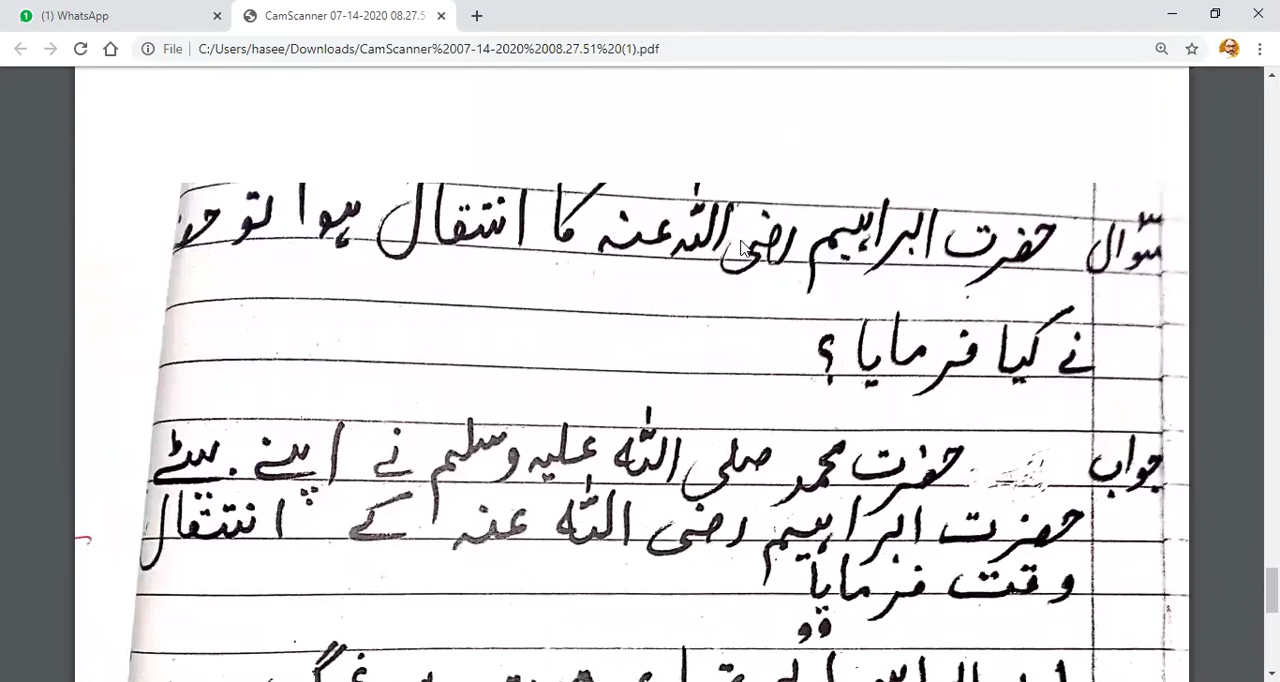 (1) WhatsApp
CamScanner 07-14-2020 08.27.5
File | C:/Users/hasee/Downloads/CamScanner%2007-14-2020%2008.27.51%20(1).pdf
سوال حضرت ابراہیم رضی اللہ عنہ کا انتقال ہوا تو
نے کیا فرمایا؟
جواب حضرت محمد صلی اللہ علیہ وسلم نے اپنے بیٹے
حضرت ابراہیم رضی اللہ عنہ کے انتقال
وقت فرمایا